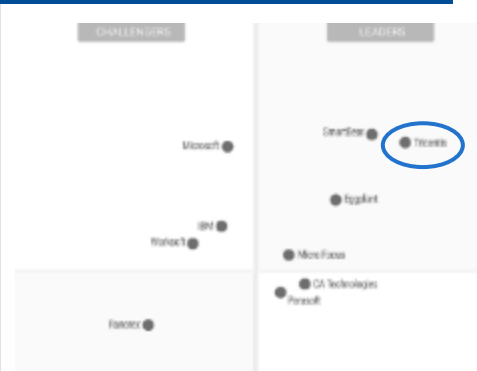 CHALLENGERS
LEADERS
SmartBear
Tricentis
Microsoft
Eggplant
IBM
Worksoft
Micro Focus
CA Technologies
Parasoft
Ranorex